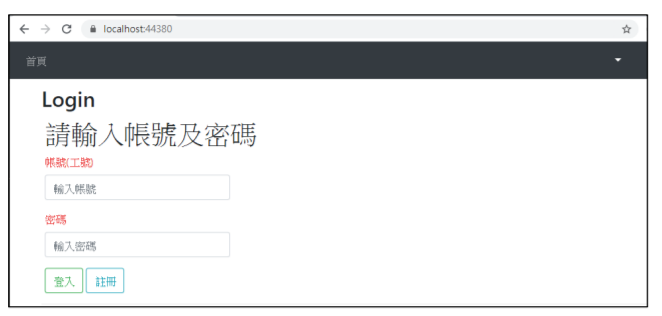 localhost:44380
首頁
Login
請輸入帳號及密碼
帳號(工號)
輸入帳號
密碼
輸入密碼
登入 註冊